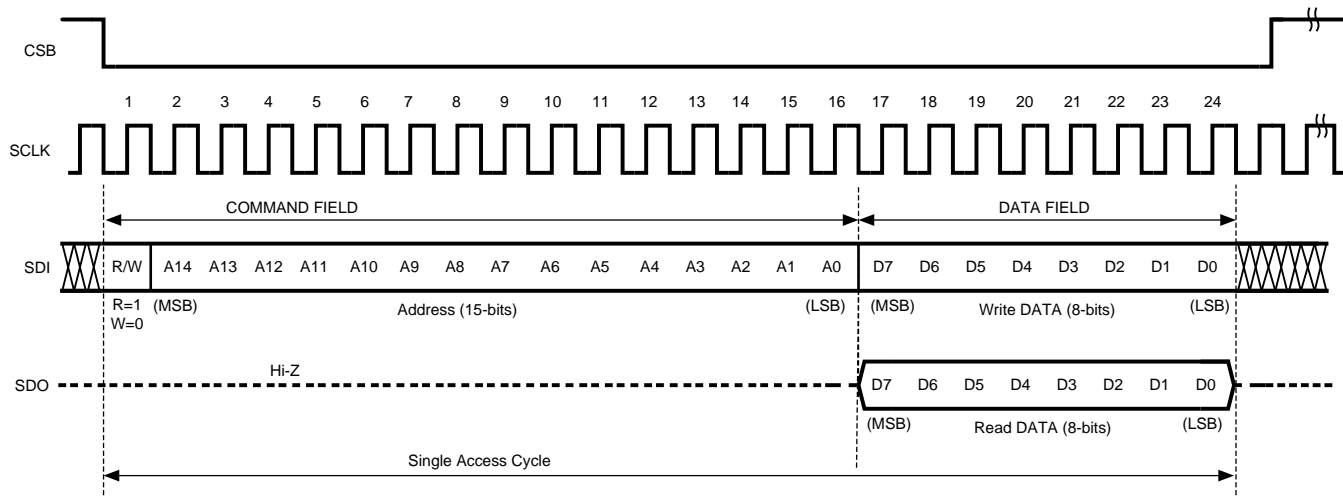 CSB
1 2 3 4 5 6 7 8 9 10 11 12 13 14 15 16 17 18 19 20 21 22 23 24
SCLK
COMMAND FIELD DATA FIELD
SDI R/W A14 A13 A12 A11 A10 A9 A8 A7 A6 A5 A4 A3 A2 A1 A0 D7 D6 D5 D4 D3 D2 D1 D0
R=1 (MSB) Address (15-bits) (LSB) (MSB) Write DATA (8-bits) (LSB)
W=0
Hi-Z
SDO D7 D6 D5 D4 D3 D2 D1 D0
(MSB) Read DATA (8-bits) (LSB)
Single Access Cycle